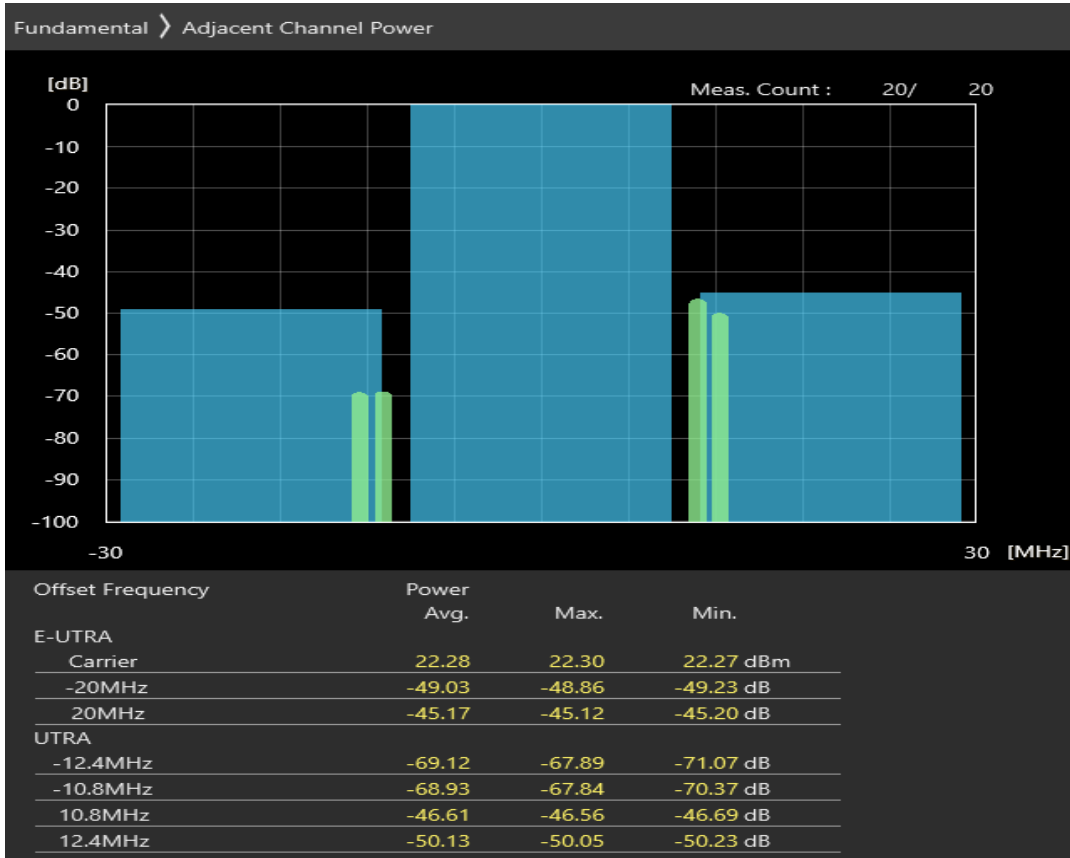 Fundamental 〉 Adjacent Channel Power
[dB]
Meas. Count : 20/ 20
0
-10
-20
-30
-40
-50
-60
-70
-80
-90
-100
-30 30 [MHz]
Offset Frequency Power
Avg. Max. Min.
E-UTRA
Carrier 22.28 22.30 22.27 dBm
-20MHz -49.03 -48.86 -49.23 dB
20MHz -45.17 -45.12 -45.20 dB
UTRA
-12.4MHz -69.12 -67.89 -71.07 dB
-10.8MHz -68.93 -67.84 -70.37 dB
10.8MHz -46.61 -46.56 -46.69 dB
12.4MHz -50.13 -50.05 -50.23 dB